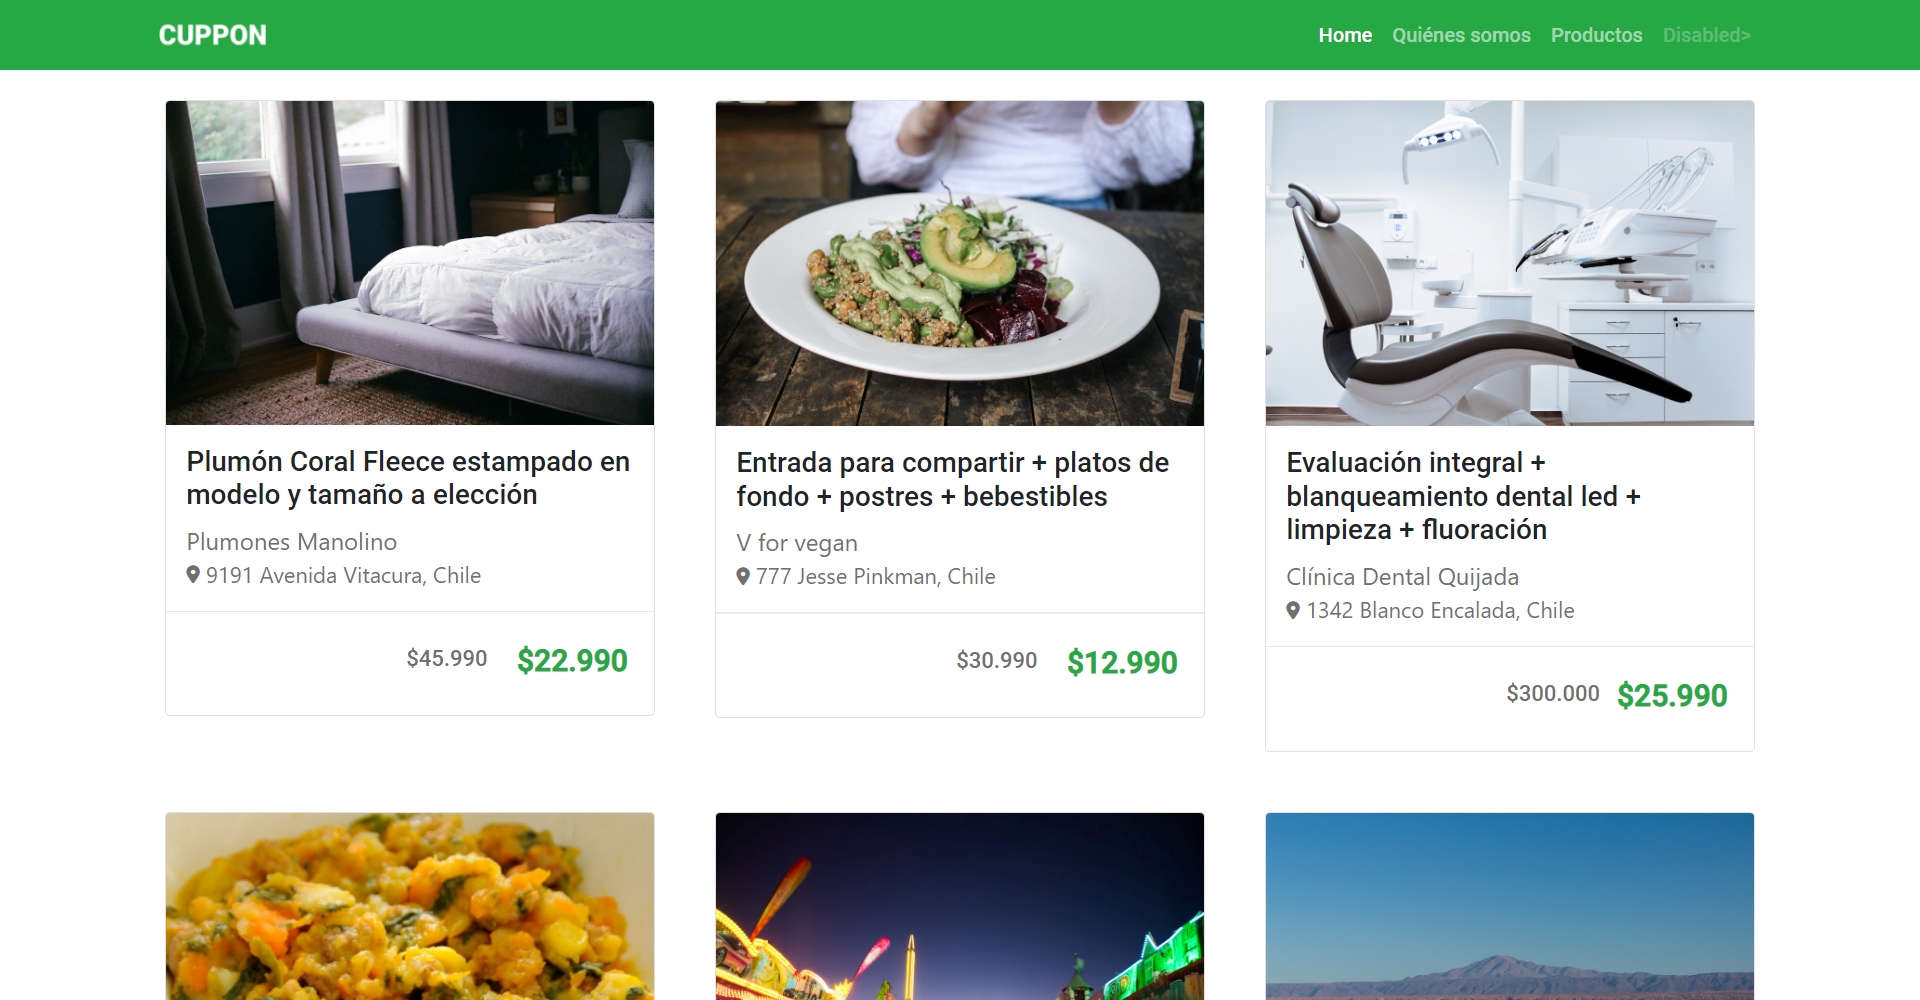 CUPPON
Home Quiénes somos Productos Disabled>
Plumón Coral Fleece estampado en
modelo y tamaño a elección
Plumones Manolino
9191 Avenida Vitacura, Chile
$45.990 $22.990
Entrada para compartir + platos de
fondo + postres + bebestibles
V for vegan
777 Jesse Pinkman, Chile
$30.990 $12.990
Evaluación integral +
blanqueamiento dental led +
limpieza + fluoración
Clínica Dental Quijada
1342 Blanco Encalada, Chile
$300.000 $25.990